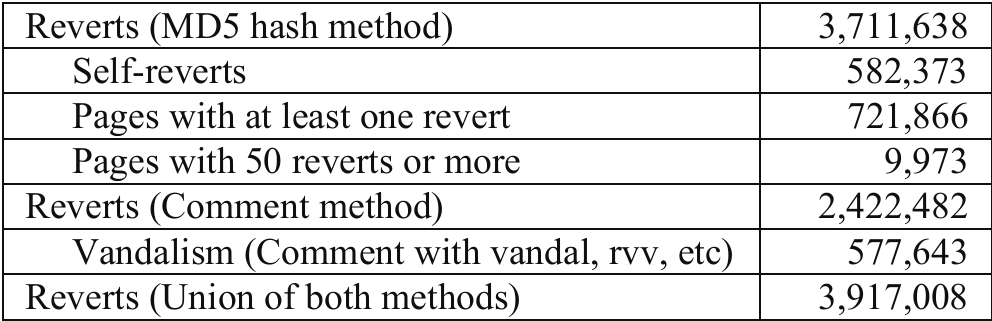 Reverts (MD5 hash method) 3,711,638
Self-reverts 582,373
Pages with at least one revert 721,866
Pages with 50 reverts or more 9,973
Reverts (Comment method) 2,422,482
Vandalism (Comment with vandal, rvv, etc) 577,643
Reverts (Union of both methods) 3,917,008